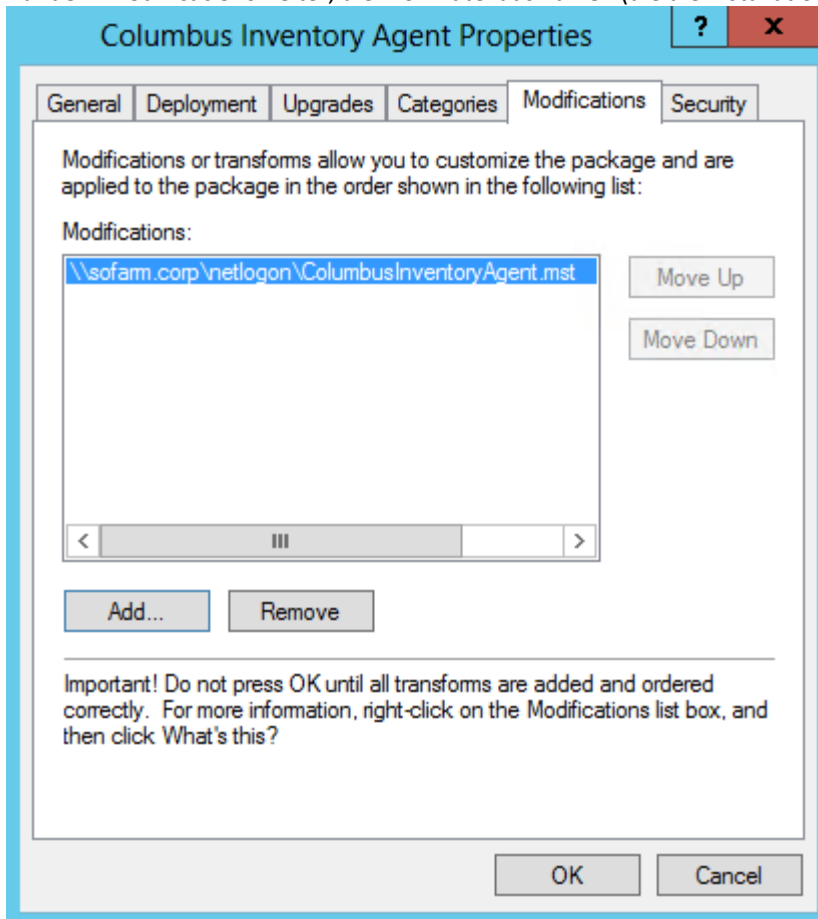 Columbus Inventory Agent Properties
? x
General Deployment Upgrades Categories Modifications Security
Modifications or transforms allow you to customize the package and are
applied to the package in the order shown in the following list:
Modifications:
\\sofarm.corp\netlogon\ColumbusInventoryAgent.mst
Move Up
Move Down
Add... Remove
Important! Do not press OK until all transforms are added and ordered
correctly. For more information, right-click on the Modifications list box, and
then click What's this?
OK Cancel